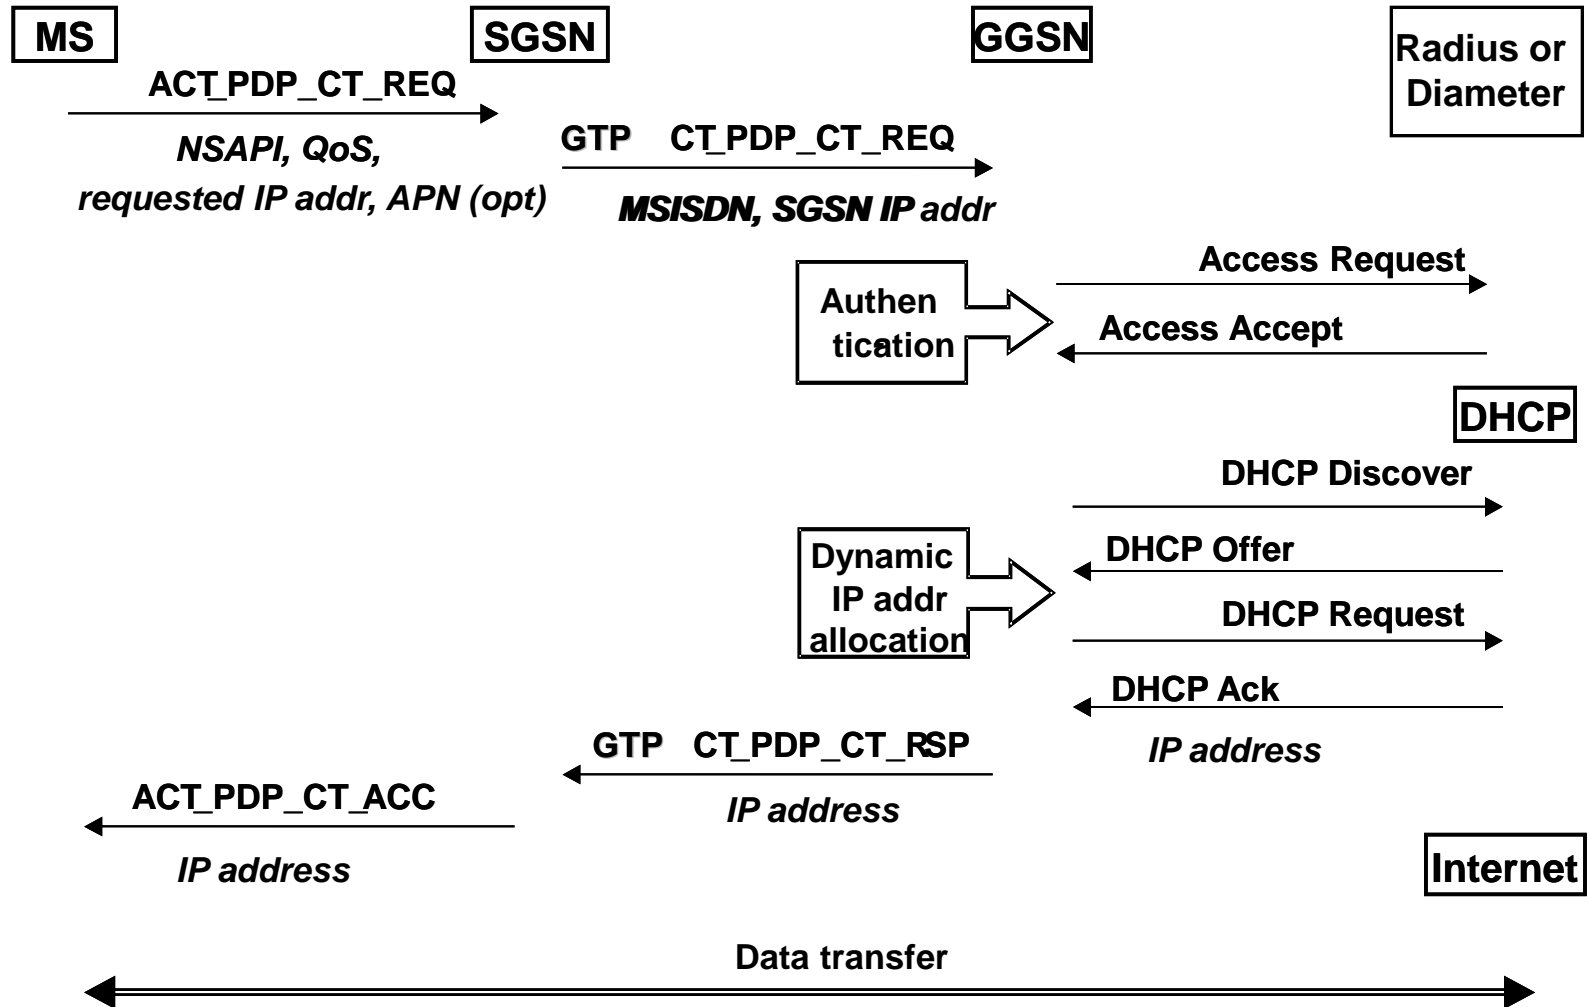 MS
SGSN
GGSN
Radius or
Diameter
ACT_PDP_CT_REQ
NSAPI, QoS,
requested IP addr, APN (opt)
GTP CT_PDP_CT_REQ
MSISDN, SGSN IP addr
Authen
tication
Access Request
Access Accept
DHCP
DHCP Discover
Dynamic
IP addr
allocation
DHCP Offer
DHCP Request
DHCP Ack
IP address
GTP CT_PDP_CT_RSP
IP address
ACT_PDP_CT_ACC
IP address
Internet
Data transfer